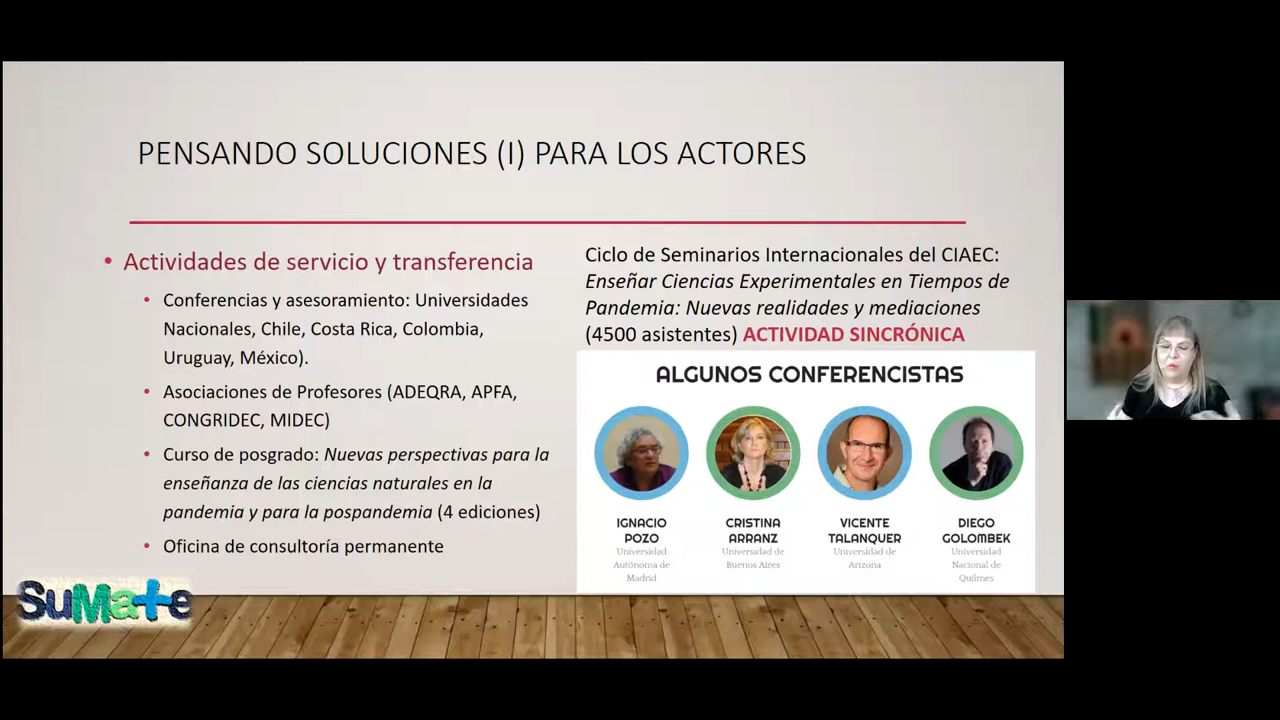 PENSANDO SOLUCIONES (I) PARA LOS ACTORES
• Actividades de servicio y transferencia
• Conferencias y asesoramiento: Universidades
Nacionales, Chile, Costa Rica, Colombia,
Uruguay, México).
• Asociaciones de Profesores (ADEQRA, APFA,
CONGRIDEC, MIDEC)
• Curso de posgrado: Nuevas perspectivas para la
enseñanza de las ciencias naturales en la
pandemia y para la pospandemia (4 ediciones)
• Oficina de consultoría permanente
SuMate
Ciclo de Seminarios Internacionales del CIAEC:
Enseñar Ciencias Experimentales en Tiempos de
Pandemia: Nuevas realidades y mediaciones
(4500 asistentes) ACTIVIDAD SINCRÓNICA
ALGUNOS CONFERENCISTAS
IGNACIO
POZO
Universidad
Autónoma de
Madrid
CRISTINA
ARRANZ
Universidad de
Buenos Aires
VICENTE
TALANQUER
Universidad de
Arizona
DIEGO
GOLOMBEK
Universidad
Nacional de
Quilmes